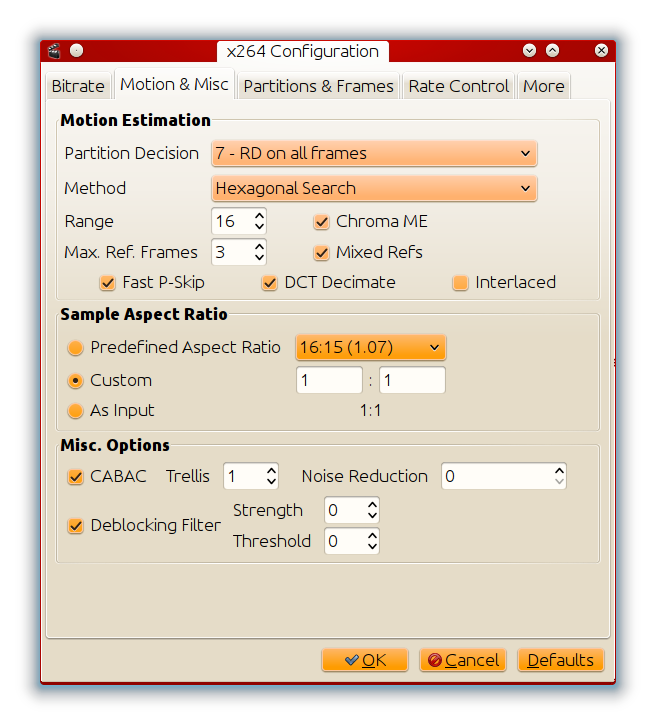 x264 Configuration
Bitrate Motion & Misc Partitions & Frames Rate Control More
Motion Estimation
Partition Decision 7 - RD on all frames
Method Hexagonal Search
Range 16 Chroma ME
Max. Ref. Frames 3 Mixed Refs
Fast P-Skip DCT Decimate Interlaced
Sample Aspect Ratio
Predefined Aspect Ratio 16:15 (1.07)
Custom 1 : 1
As Input 1:1
Misc. Options
CABAC Trellis 1 Noise Reduction 0
Strength 0
Deblocking Filter
Threshold 0
OK Cancel Defaults